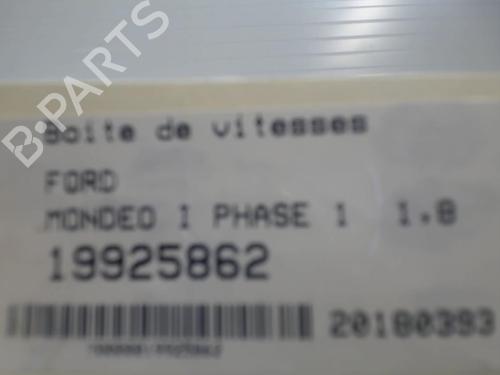 B-PARTS
Boite de vitesses
FORD
MONDEO I PHASE 1 1.8
19925862
20180393